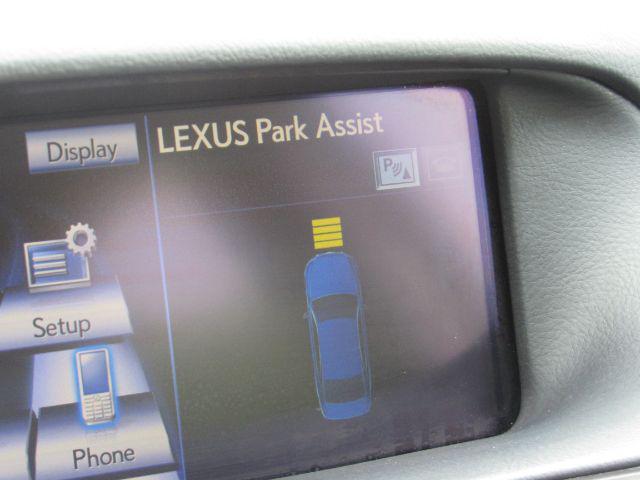 LEXUS Park Assist
Display
P
Setup
Phone